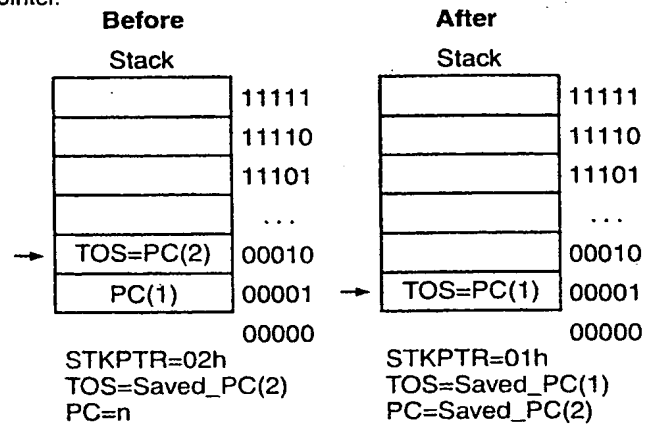 ointer.
Before
Stack
11111
11110
11101
...
TOS=PC(2) 00010
PC(1) 00001
00000
STKPTR=02h
TOS=Saved_PC(2)
PC=n
After
Stack
11111
11110
11101
...
00010
TOS=PC(1) 00001
00000
STKPTR=01h
TOS=Saved_PC(1)
PC=Saved_PC(2)